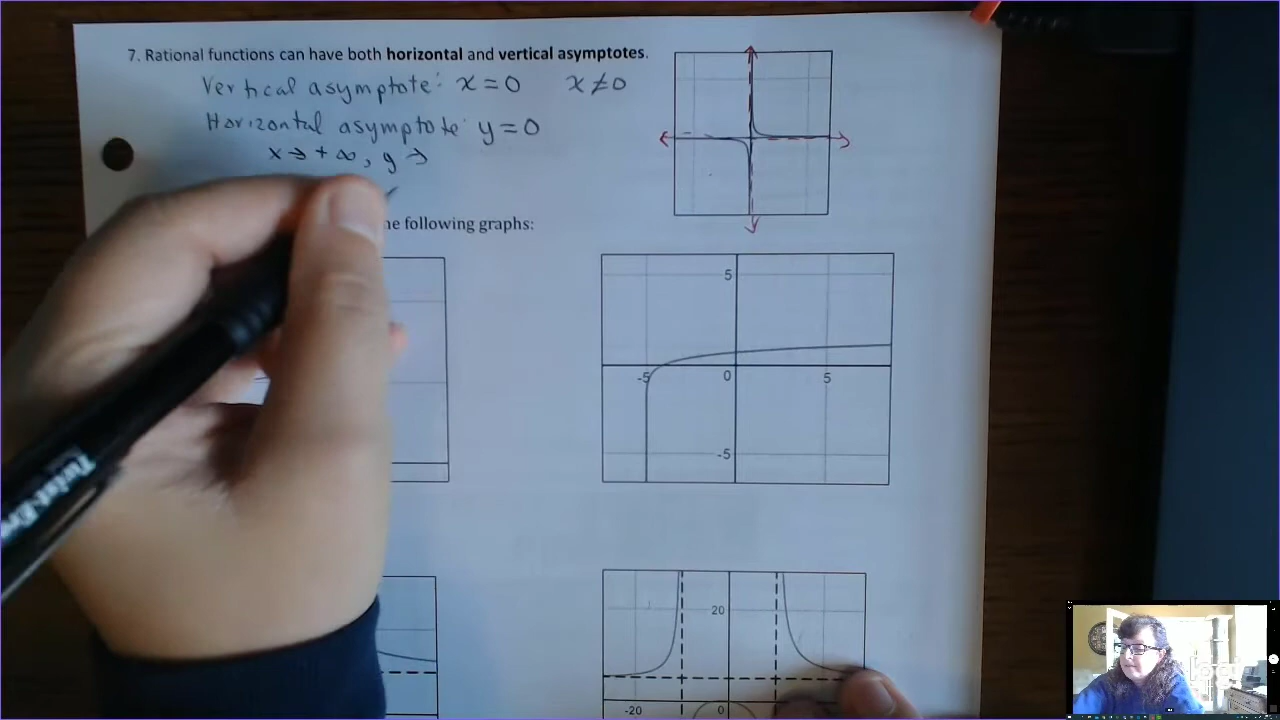 7. Rational functions can have both horizontal and vertical asymptotes.
Vertical asymptote: x = 0 x ≠ 0
Horizontal asymptote: y = 0
x → + ∞, y →
following graphs:
5
-5 0 5
-5
20
-20 0